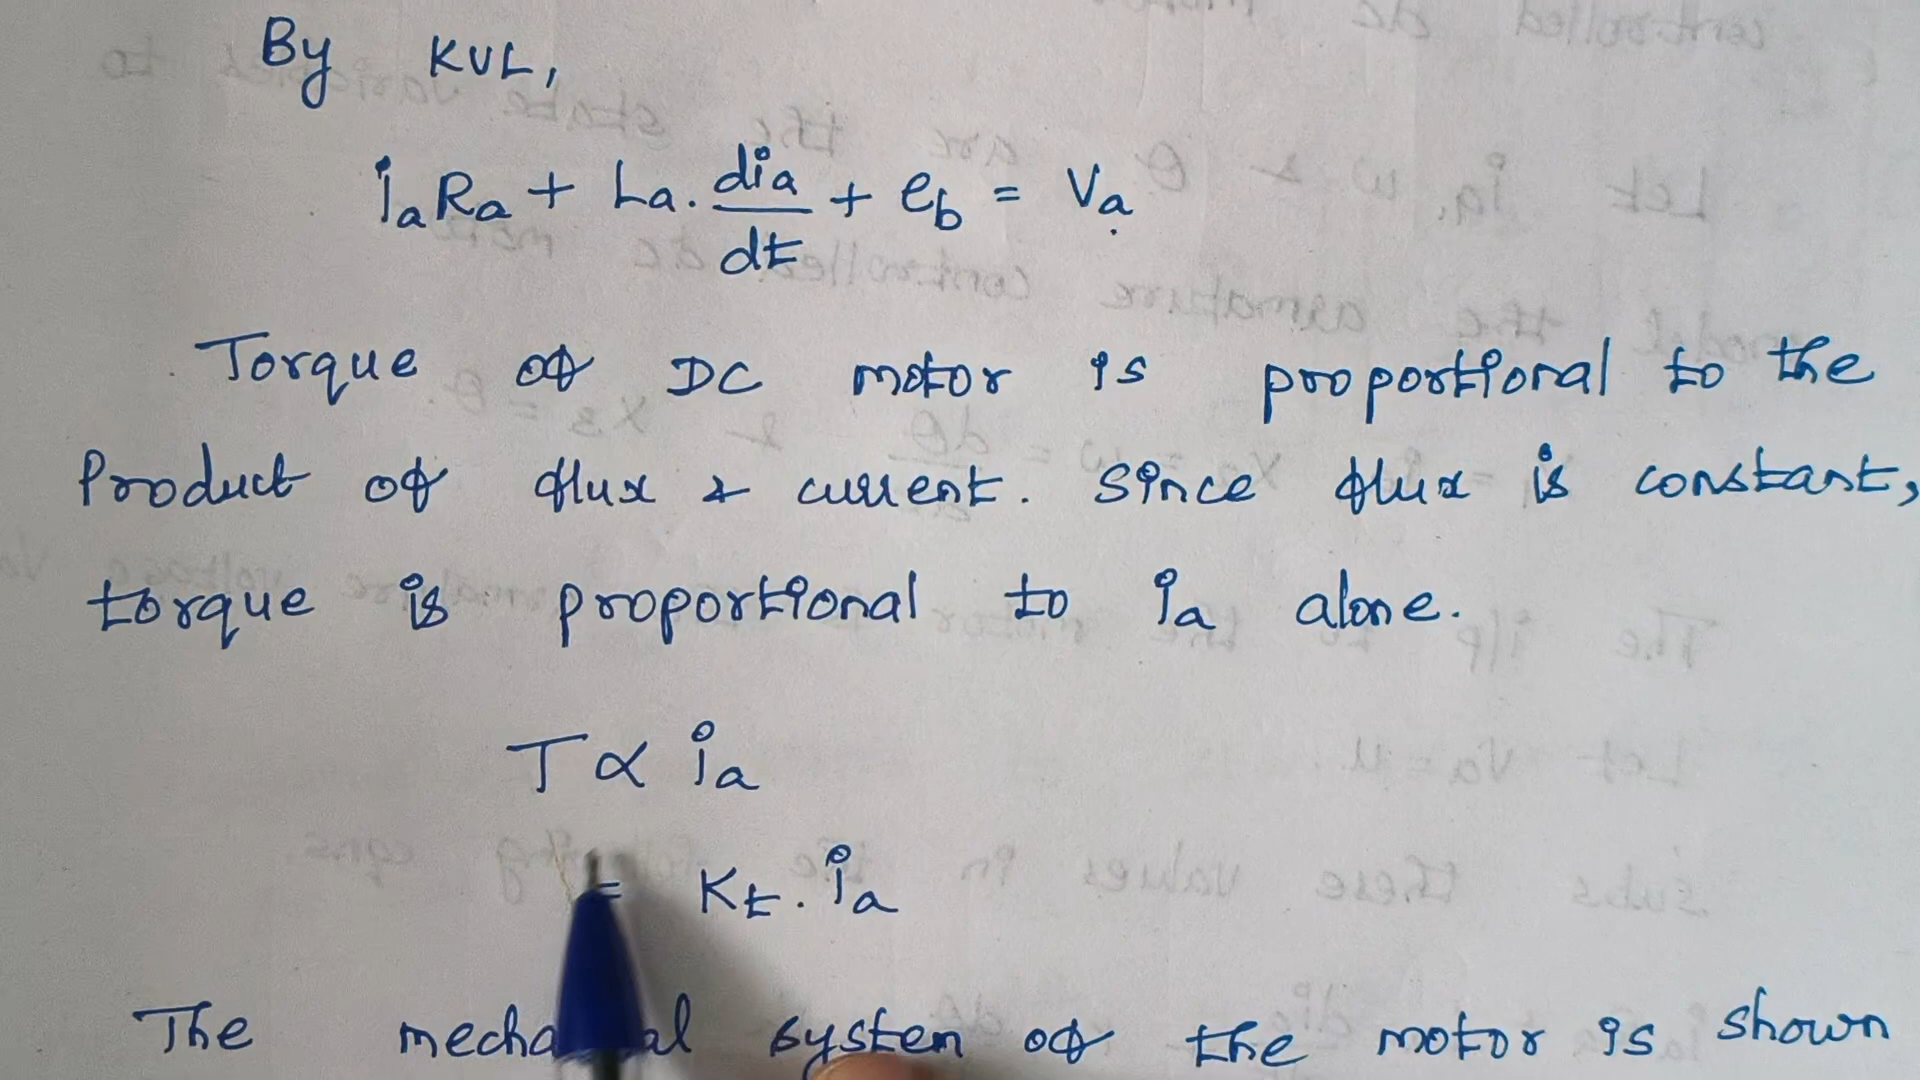 By KVL,
iaRa + La. dia/dt + eb = Va
Torque of DC motor is proportional to the
Product of flux & current. Since flux is constant,
torque is proportional to ia alone.
T ∝ ia
= Kt. ia
The system of the motor is shown